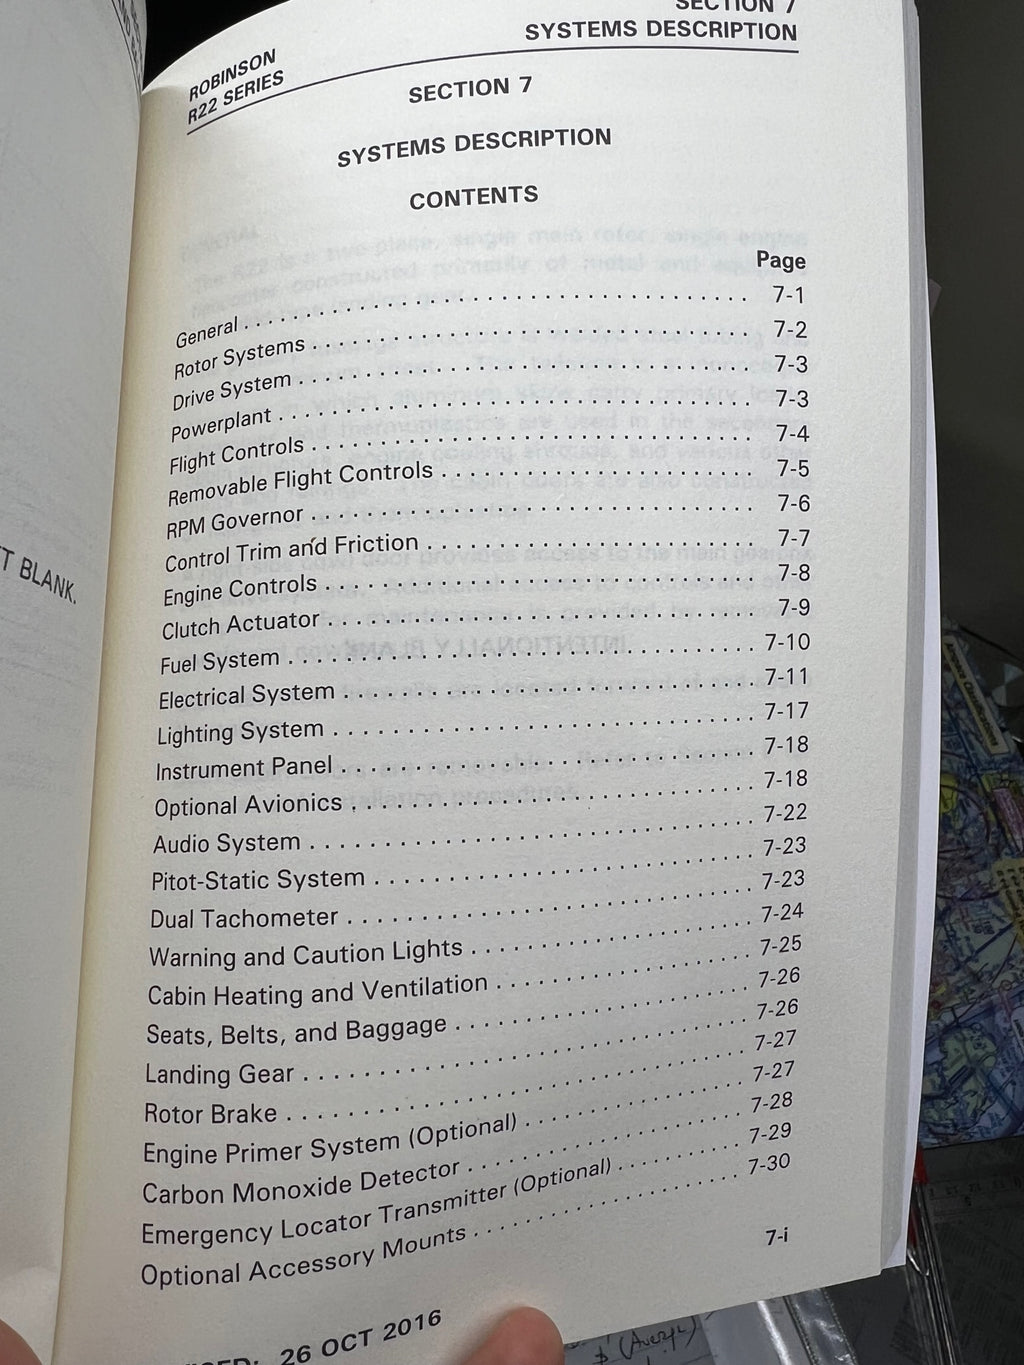 SECTION 7
ROBINSON
R22 SERIES
SYSTEMS DESCRIPTION
SECTION 7
SYSTEMS DESCRIPTION
CONTENTS
Page
General . . . . . . . . . . 7-1
Rotor Systems . . . . . . . . . . 7-2
Drive System . . . . . . . . . . 7-3
Powerplant . . . . . . . . . . 7-3
Flight Controls . . . . . . . . . . 7-4
Removable Flight Controls . . . . . . . . . . 7-5
RPM Governor . . . . . . . . . . 7-6
Control Trim and Friction . . . . . . . . . . 7-7
Engine Controls . . . . . . . . . . 7-8
Clutch Actuator . . . . . . . . . . 7-9
Fuel System . . . . . . . . . . 7-10
Electrical System . . . . . . . . . . 7-11
Lighting System . . . . . . . . . . 7-17
Instrument Panel . . . . . . . . . . 7-18
Optional Avionics . . . . . . . . . . 7-18
Audio System . . . . . . . . . . 7-22
Pitot-Static System . . . . . . . . . . 7-23
Dual Tachometer . . . . . . . . . . 7-23
Warning and Caution Lights . . . . . . . . . . 7-24
Cabin Heating and Ventilation . . . . . . . . . . 7-25
Seats, Belts, and Baggage . . . . . . . . . . 7-26
Landing Gear . . . . . . . . . . 7-26
Rotor Brake . . . . . . . . . . 7-27
Engine Primer System (Optional) . . . . . . . . . . 7-27
Carbon Monoxide Detector . . . . . . . . . . 7-28
Emergency Locator Transmitter (Optional) . . . . . . . . . . 7-29
Optional Accessory Mounts . . . . . . . . . . 7-30
7-i
26 OCT 2016
BLANK.